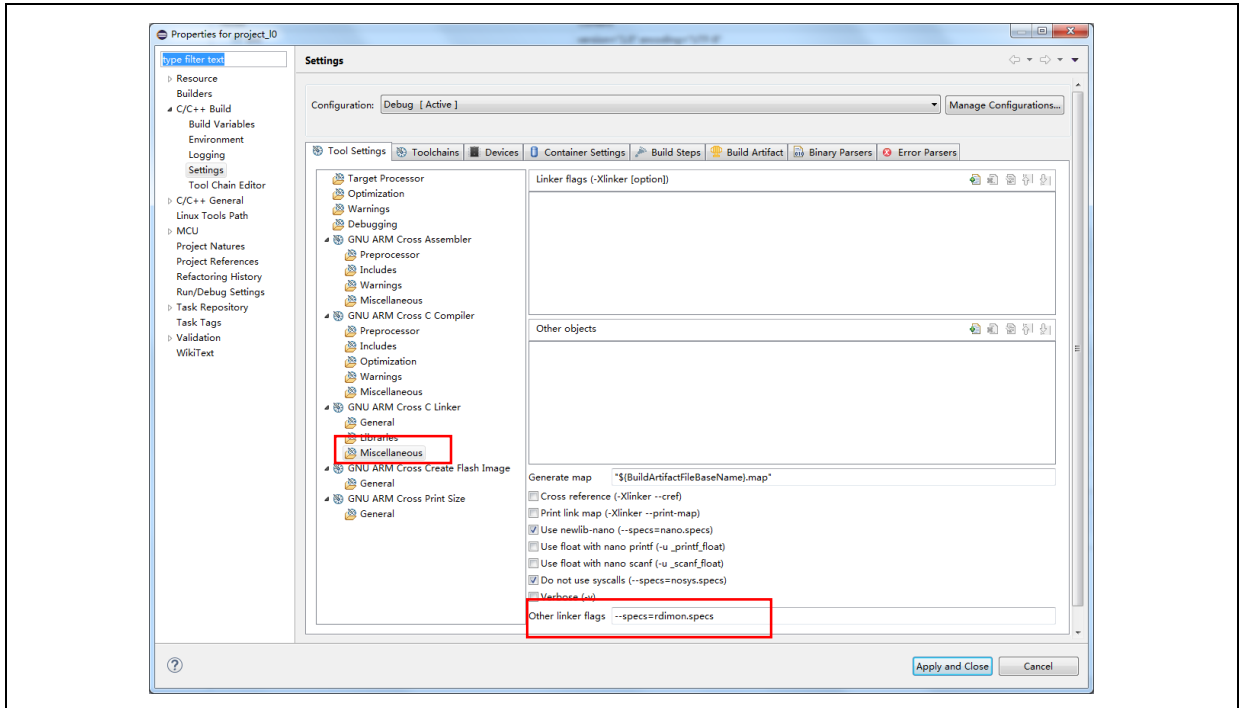 Properties for project_l0
type filter text
Resource
Builders
C/C++ Build
Build Variables
Environment
Logging
Settings
Tool Chain Editor
C/C++ General
Linux Tools Path
MCU
Project Natures
Project References
Refactoring History
Run/Debug Settings
Task Repository
Task Tags
Validation
WikiText
Settings
Configuration: Debug [ Active ] Manage Configurations...
Tool Settings Toolchains Devices Container Settings Build Steps Build Artifact Binary Parsers Error Parsers
Target Processor
Optimization
Warnings
Debugging
GNU ARM Cross Assembler
Preprocessor
Includes
Warnings
Miscellaneous
GNU ARM Cross C Compiler
Preprocessor
Includes
Optimization
Warnings
Miscellaneous
GNU ARM Cross C Linker
General
Libraries
Miscellaneous
GNU ARM Cross Create Flash Image
General
GNU ARM Cross Print Size
General
Linker flags (-Xlinker [option])
Other objects
Generate map "${BuildArtifactFileBaseName}.map"
Cross reference (-Xlinker --cref)
Print link map (-Xlinker --print-map)
Use newlib-nano (--specs=nano.specs)
Use float with nano printf (-u _printf_float)
Use float with nano scanf (-u _scanf_float)
Do not use syscalls (--specs=nosys.specs)
Verbose (-v)
Other linker flags --specs=rdimon.specs
Apply and Close Cancel